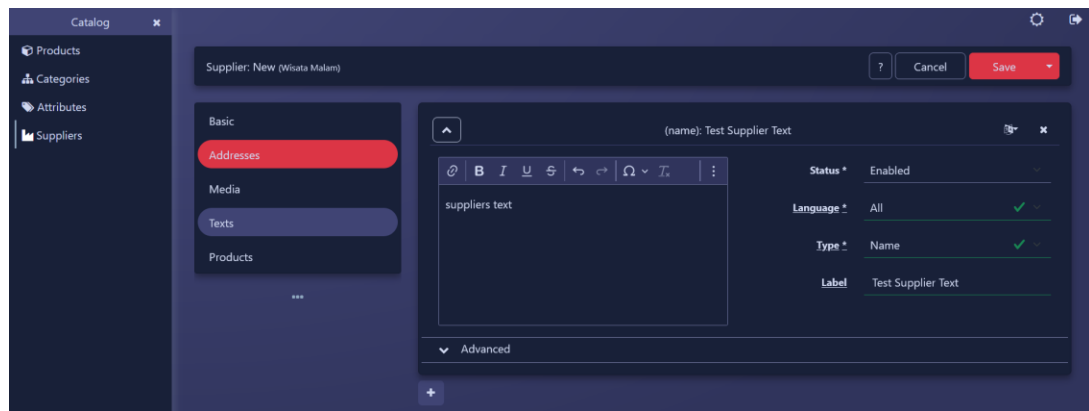 Catalog
Products
Categories
Attributes
Suppliers
Supplier: New (Wisata Malam)
? Cancel Save
Basic
Addresses
Media
Texts
Products
(name): Test Supplier Text
B I U S Ω Tx
suppliers text
Status * Enabled
Language * All
Type * Name
Label Test Supplier Text
Advanced